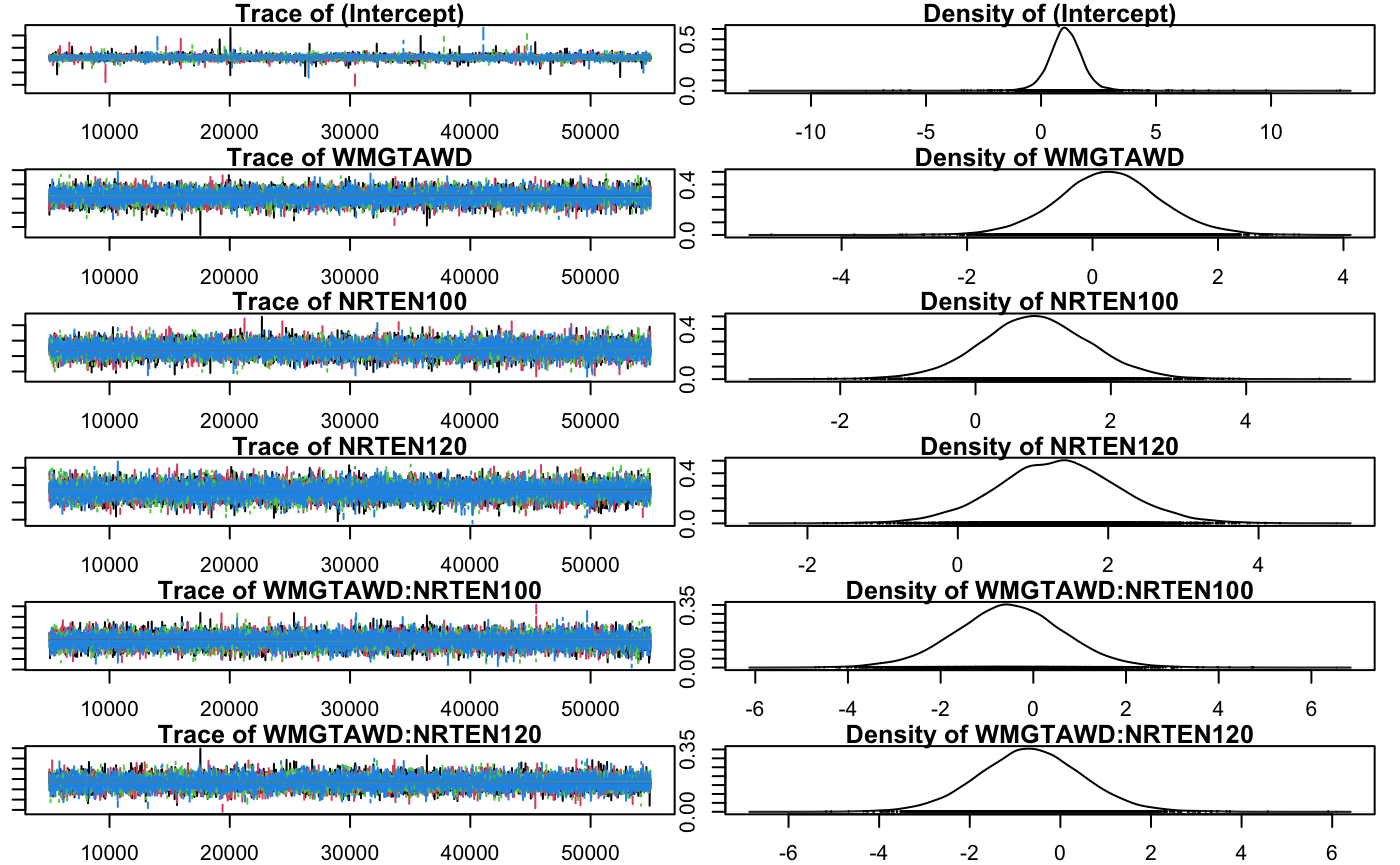 Trace of (Intercept)
Density of (Intercept)
0.0 0.5
10000 20000 30000 40000 50000
-10 -5 0 5 10
Trace of WMGTAWD
Density of WMGTAWD
0.0 0.4
10000 20000 30000 40000 50000
-4 -2 0 2 4
Trace of NRTEN100
Density of NRTEN100
0.0 0.4
10000 20000 30000 40000 50000
-2 0 2 4
Trace of NRTEN120
Density of NRTEN120
0.0 0.4
10000 20000 30000 40000 50000
-2 0 2 4
Trace of WMGTAWD:NRTEN100
Density of WMGTAWD:NRTEN100
0.00 0.35
10000 20000 30000 40000 50000
-6 -4 -2 0 2 4 6
Trace of WMGTAWD:NRTEN120
Density of WMGTAWD:NRTEN120
0.00 0.35
10000 20000 30000 40000 50000
-6 -4 -2 0 2 4 6